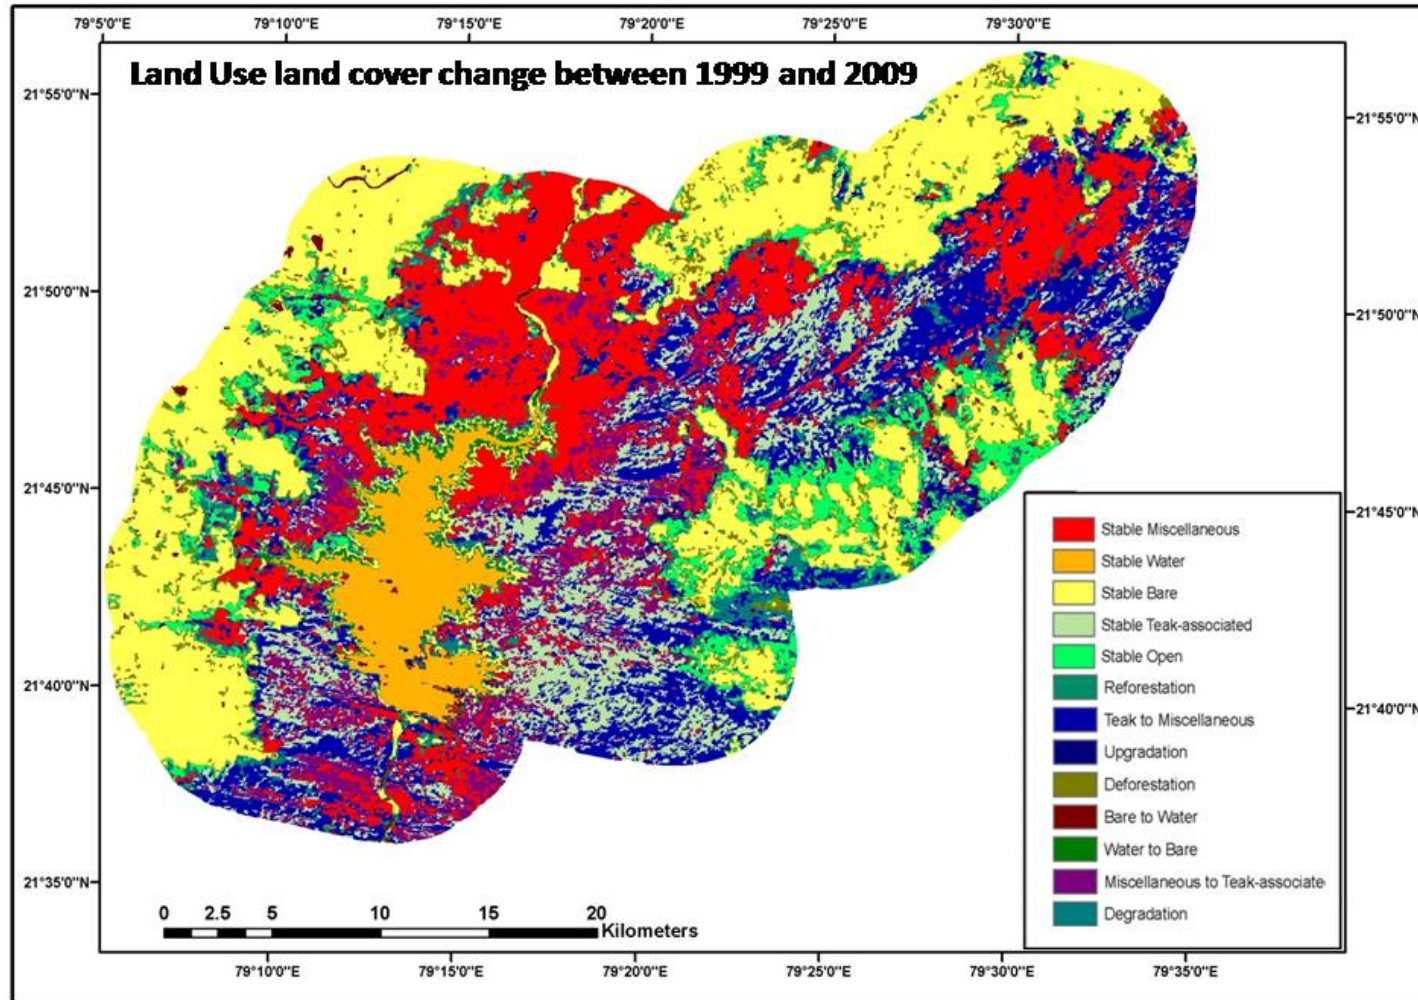 79°5'0"E 79°10'0"E 79°15'0"E 79°20'0"E 79°25'0"E 79°30'0"E
Land Use land cover change between 1999 and 2009
21°55'0"N
21°55'0"N
21°50'0"N
21°50'0"N
21°45'0"N
21°45'0"N
21°40'0"N
21°40'0"N
21°35'0"N
Stable Miscellaneous
Stable Water
Stable Bare
Stable Teak-associated
Stable Open
Reforestation
Teak to Miscellaneous
Upgradation
Deforestation
Bare to Water
Water to Bare
Miscellaneous to Teak-associate
Degradation
0 2.5 5 10 15 20
Kilometers
79°10'0"E 79°15'0"E 79°20'0"E 79°25'0"E 79°30'0"E 79°35'0"E